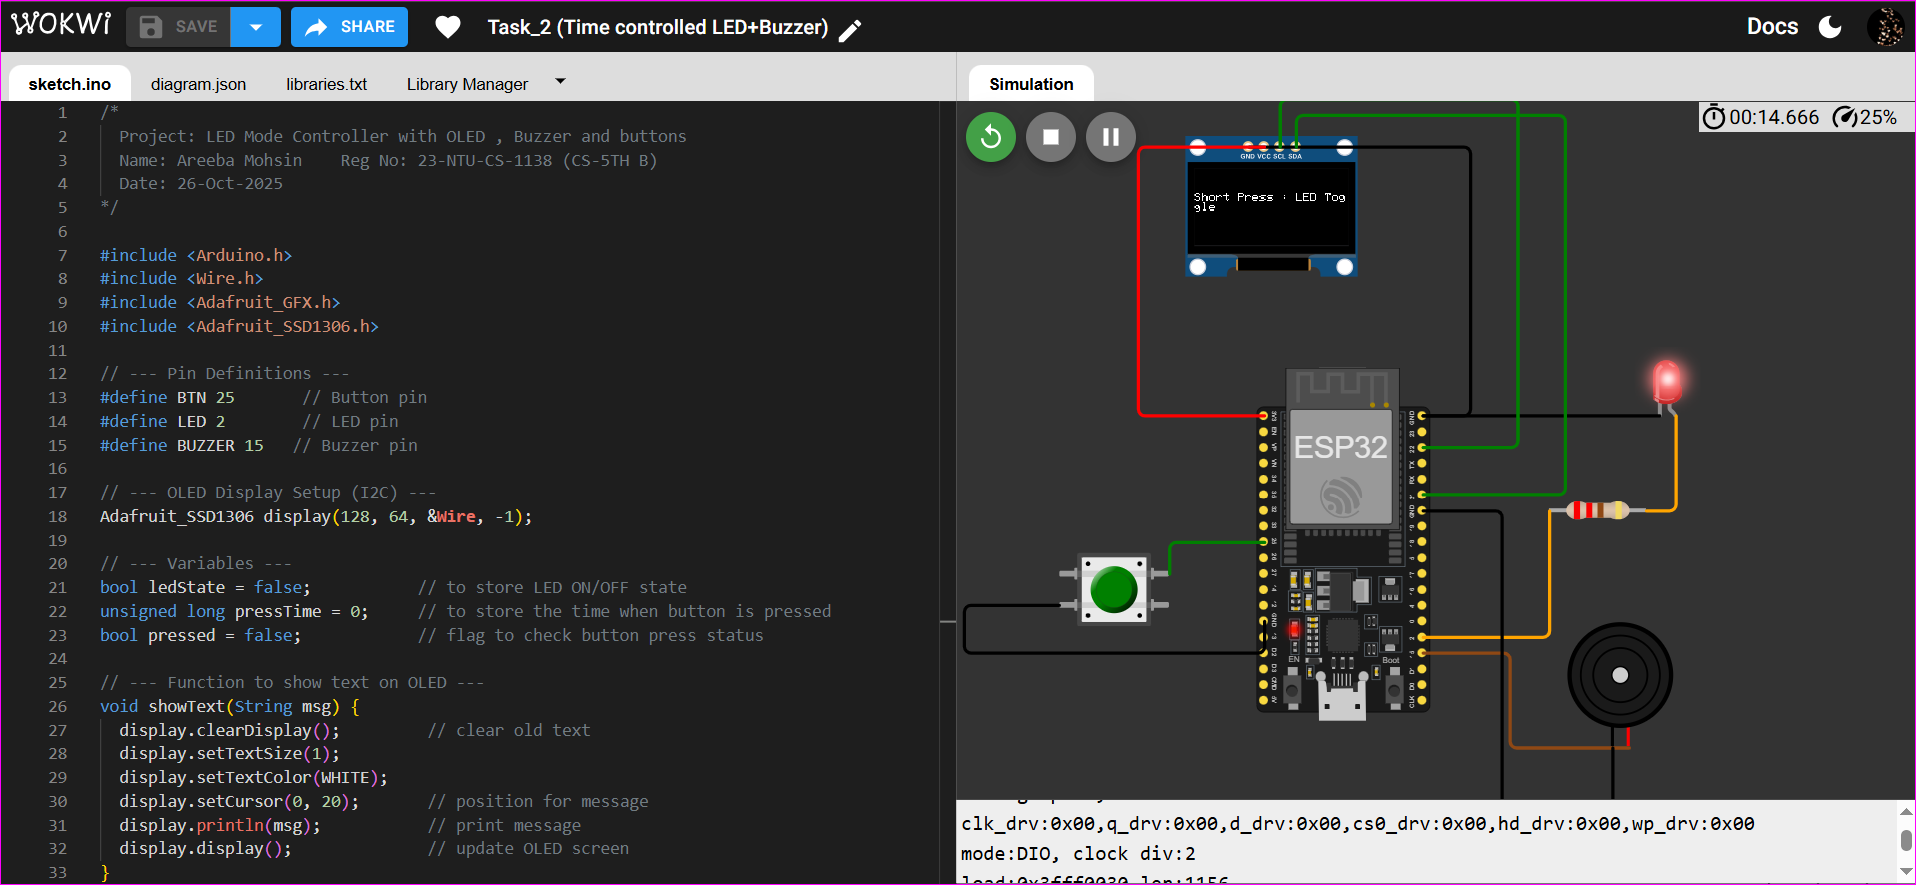 WOKWI
SAVE
SHARE
Task_2 (Time controlled LED+Buzzer)
Docs
sketch.ino
diagram.json
libraries.txt
Library Manager
Simulation
1 /*
2 Project: LED Mode Controller with OLED , Buzzer and buttons
3 Name: Areeba Mohsin    Reg No: 23-NTU-CS-1138 (CS-5TH B)
4 Date: 26-Oct-2025
5 */
6
7 #include <Arduino.h>
8 #include <Wire.h>
9 #include <Adafruit_GFX.h>
10 #include <Adafruit_SSD1306.h>
11
12 // --- Pin Definitions ---
13 #define BTN 25       // Button pin
14 #define LED 2        // LED pin
15 #define BUZZER 15   // Buzzer pin
16
17 // --- OLED Display Setup (I2C) ---
18 Adafruit_SSD1306 display(128, 64, &Wire, -1);
19
20 // --- Variables ---
21 bool ledState = false;           // to store LED ON/OFF state
22 unsigned long pressTime = 0;     // to store the time when button is pressed
23 bool pressed = false;            // flag to check button press status
24
25 // --- Function to show text on OLED ---
26 void showText(String msg) {
27 display.clearDisplay();         // clear old text
28 display.setTextSize(1);
29 display.setTextColor(WHITE);
30 display.setCursor(0, 20);       // position for message
31 display.println(msg);           // print message
32 display.display();              // update OLED screen
33 }
00:14.666
25%
GND VCC SCL SDA
Short Press : LED Tog
gle
ESP32
EN
Boot
clk_drv:0x00,q_drv:0x00,d_drv:0x00,cs0_drv:0x00,hd_drv:0x00,wp_drv:0x00
mode:DIO, clock div:2
load:0x3fff0030,len:1156